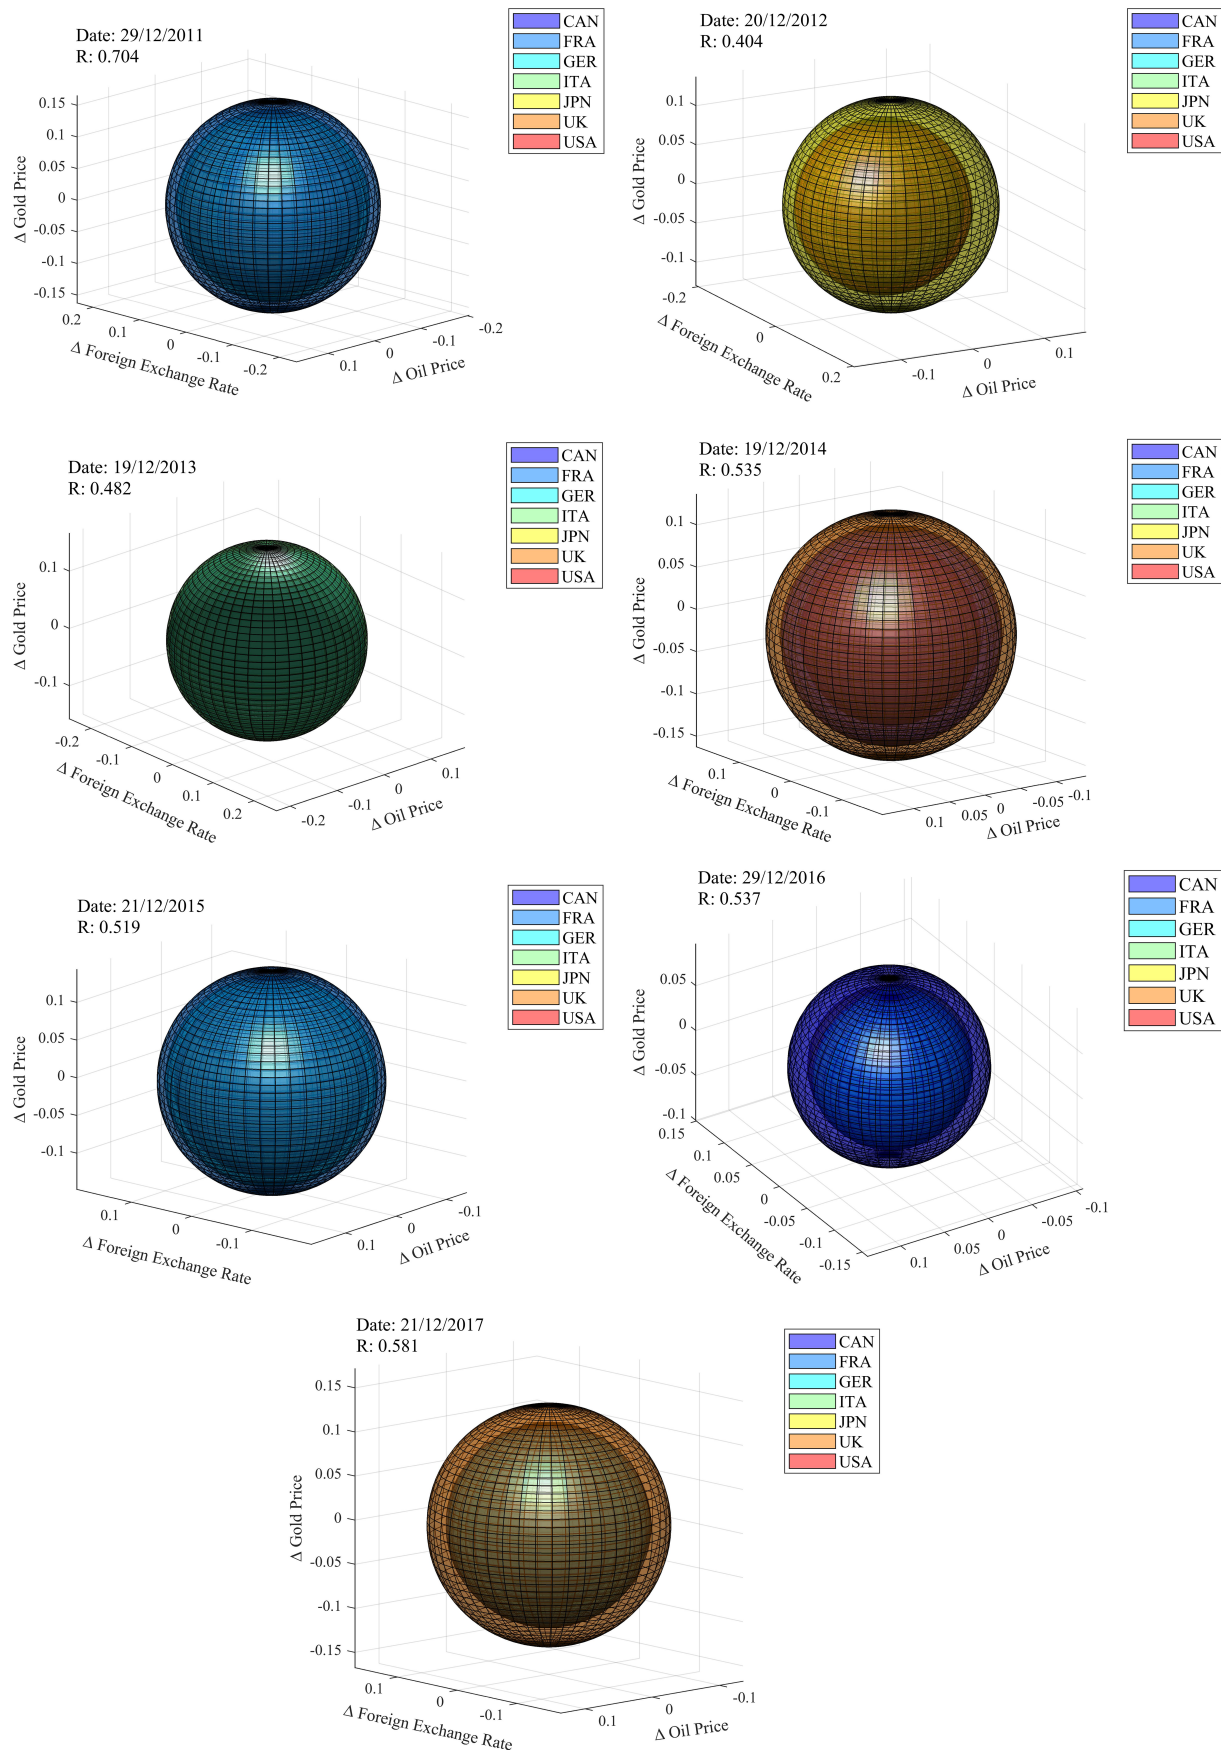 Date: 29/12/2011
R: 0.704
CAN
FRA
GER
ITA
JPN
UK
USA
0.15
0.1
0.05
0
-0.05
-0.1
-0.15
Δ Gold Price
0.2
0.1
0
-0.1
-0.2
Δ Foreign Exchange Rate
0.1
0
-0.1
-0.2
Δ Oil Price
Date: 20/12/2012
R: 0.404
CAN
FRA
GER
ITA
JPN
UK
USA
0.1
0.05
0
-0.05
-0.1
Δ Gold Price
-0.2
0
0.2
Δ Foreign Exchange Rate
-0.1
0
0.1
Δ Oil Price
Date: 19/12/2013
R: 0.482
CAN
FRA
GER
ITA
JPN
UK
USA
0.1
0
-0.1
Δ Gold Price
-0.2
-0.1
0
0.1
0.2
Δ Foreign Exchange Rate
-0.2
-0.1
0
0.1
Δ Oil Price
Date: 19/12/2014
R: 0.535
CAN
FRA
GER
ITA
JPN
UK
USA
0.1
0.05
0
-0.05
-0.1
-0.15
Δ Gold Price
0.1
0
-0.1
Δ Foreign Exchange Rate
0.1
0.05
0
-0.05
-0.1
Δ Oil Price
Date: 21/12/2015
R: 0.519
CAN
FRA
GER
ITA
JPN
UK
USA
0.1
0.05
0
-0.05
-0.1
Δ Gold Price
0.1
0
-0.1
Δ Foreign Exchange Rate
0.1
0
-0.1
Δ Oil Price
Date: 29/12/2016
R: 0.537
CAN
FRA
GER
ITA
JPN
UK
USA
0.05
0
-0.05
-0.1
Δ Gold Price
0.15
0.1
0.05
0
-0.05
-0.1
-0.15
Δ Foreign Exchange Rate
0.1
0.05
0
-0.05
-0.1
Δ Oil Price
Date: 21/12/2017
R: 0.581
CAN
FRA
GER
ITA
JPN
UK
USA
0.15
0.1
0.05
0
-0.05
-0.1
-0.15
Δ Gold Price
0.1
0
-0.1
Δ Foreign Exchange Rate
0.1
0
-0.1
Δ Oil Price